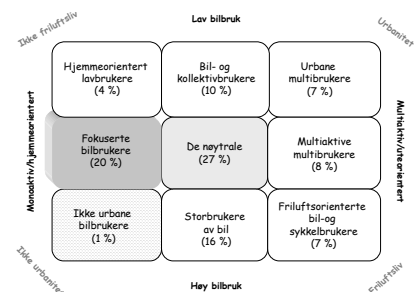 Lav bilbruk
Ikke friluftsliv
Urbanitet
Hjemmeorientert
lavbrukere
(4 %)
Bil- og
kollektivbrukere
(10 %)
Urbane
multibrukere
(7 %)
Monoaktiv/hjemmeorientert
Fokuserte
bilbrukere
(20 %)
De nøytrale
(27 %)
Multiaktive
multibrukere
(8 %)
Multiaktiv/uteorientert
Ikke urbane
bilbrukere
(1 %)
Storbrukere
av bil
(16 %)
Friluftsorienterte
bil-og
sykkelbrukere
(7 %)
Ikke urbanitet
Friluftsliv
Høy bilbruk